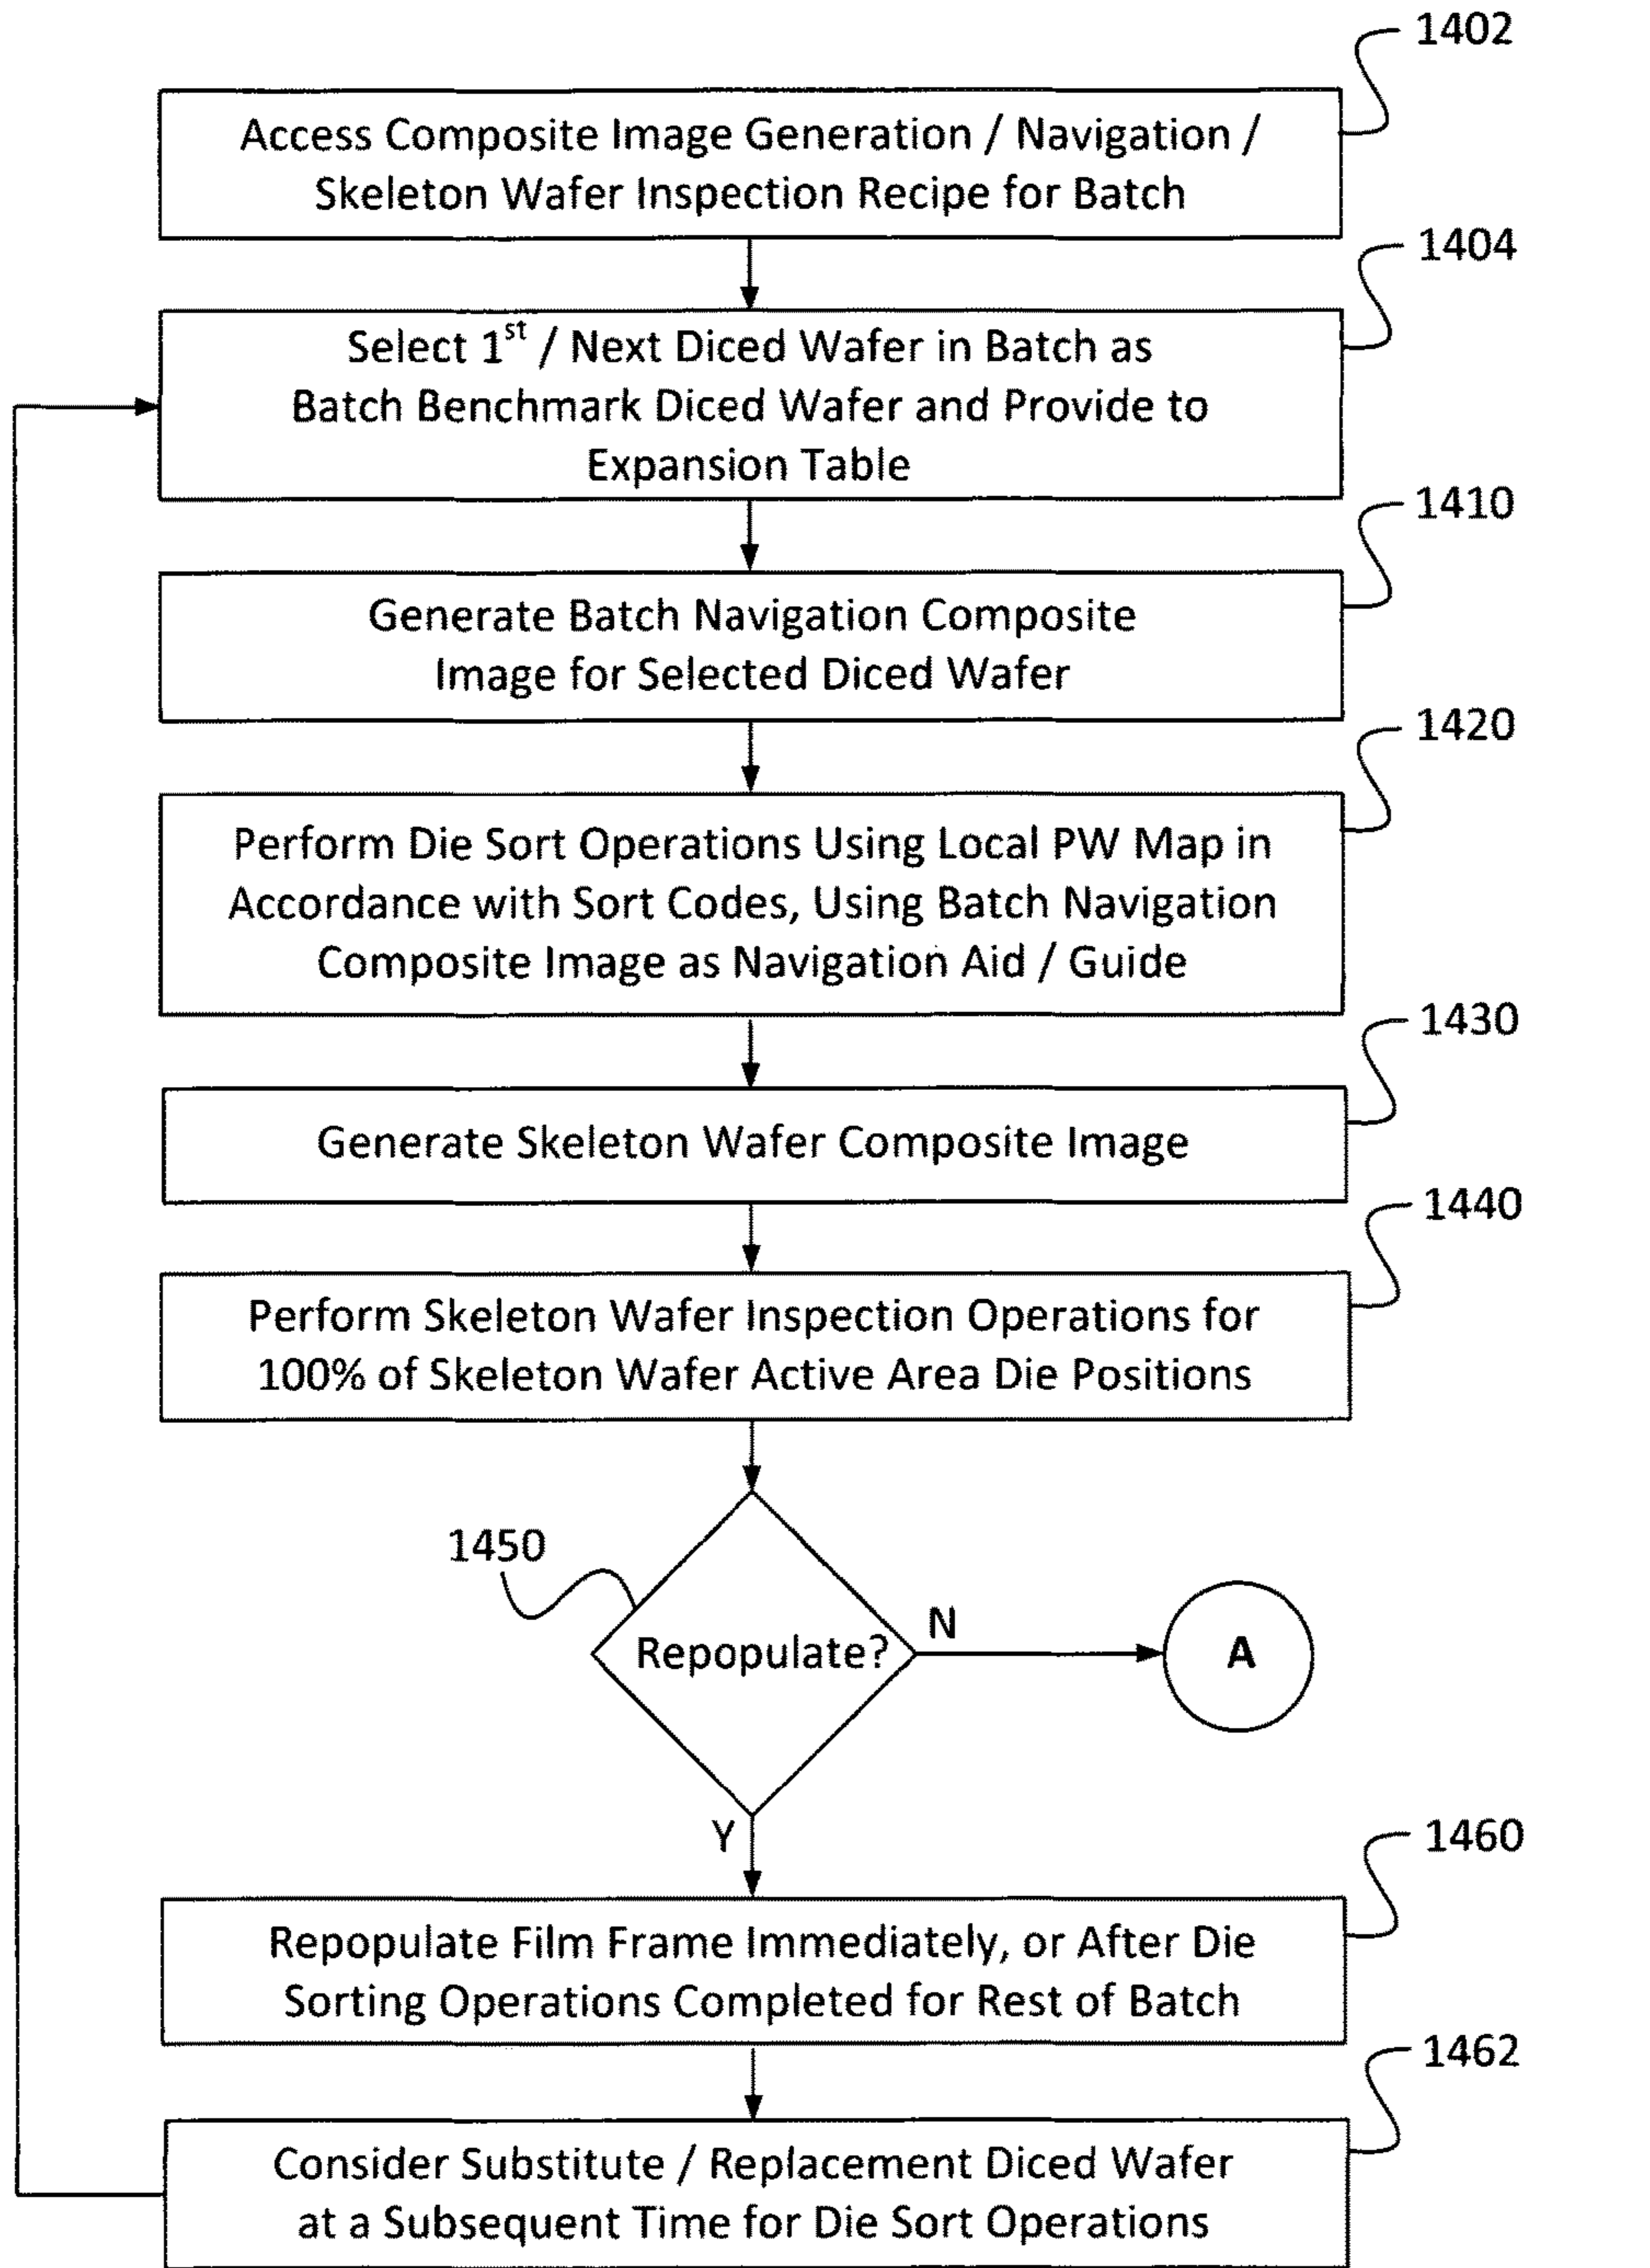 1402
Access Composite Image Generation / Navigation /
Skeleton Wafer Inspection Recipe for Batch
1404
Select 1st / Next Diced Wafer in Batch as
Batch Benchmark Diced Wafer and Provide to
Expansion Table
1410
Generate Batch Navigation Composite
Image for Selected Diced Wafer
1420
Perform Die Sort Operations Using Local PW Map in
Accordance with Sort Codes, Using Batch Navigation
Composite Image as Navigation Aid / Guide
1430
Generate Skeleton Wafer Composite Image
1440
Perform Skeleton Wafer Inspection Operations for
100% of Skeleton Wafer Active Area Die Positions
1450
Repopulate?
N
A
Y
1460
Repopulate Film Frame Immediately, or After Die
Sorting Operations Completed for Rest of Batch
1462
Consider Substitute / Replacement Diced Wafer
at a Subsequent Time for Die Sort Operations